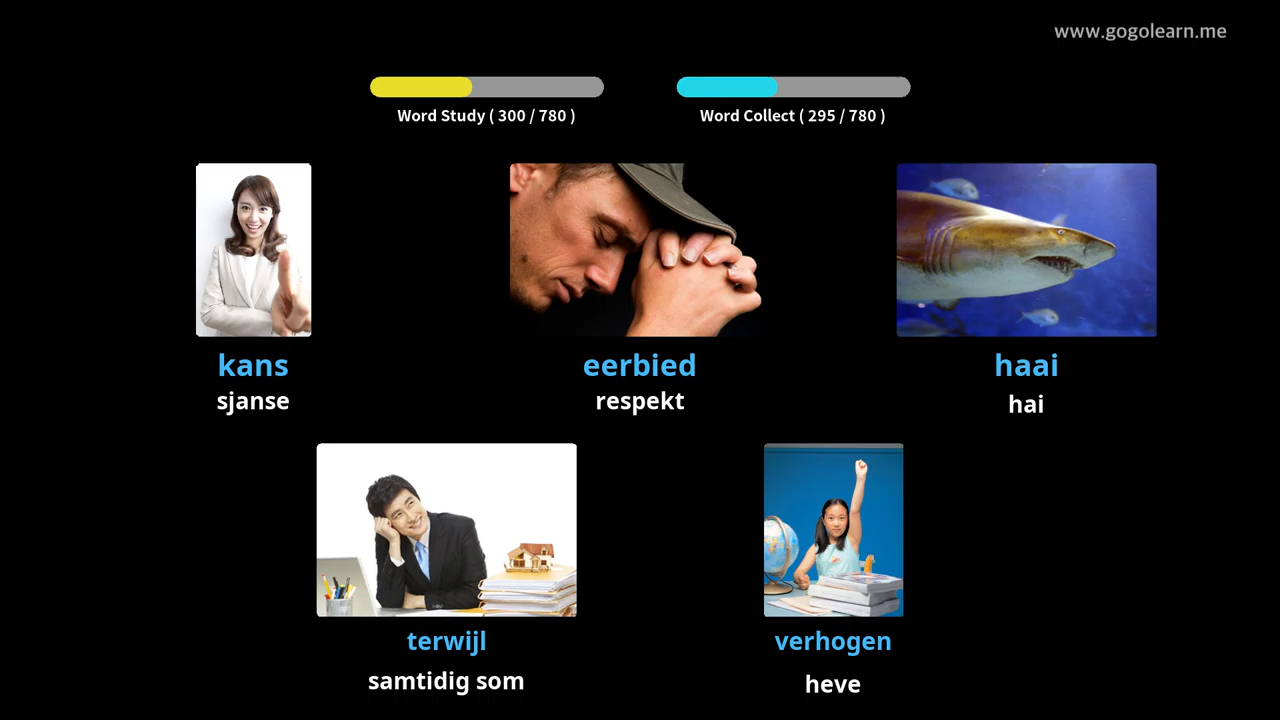 www.gogolearn.me
Word Study ( 300 / 780 )
Word Collect ( 295 / 780 )
kans
sjanse
eerbied
respekt
haai
hai
terwijl
samtidig som
verhogen
heve